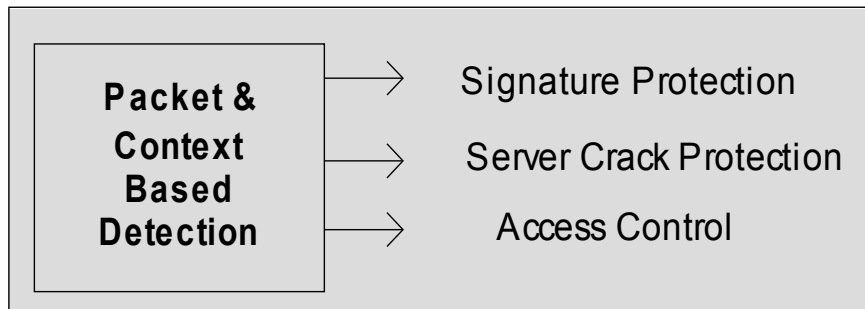 Packet &
Context
Based
Detection
Signature Protection
Server Crack Protection
Access Control